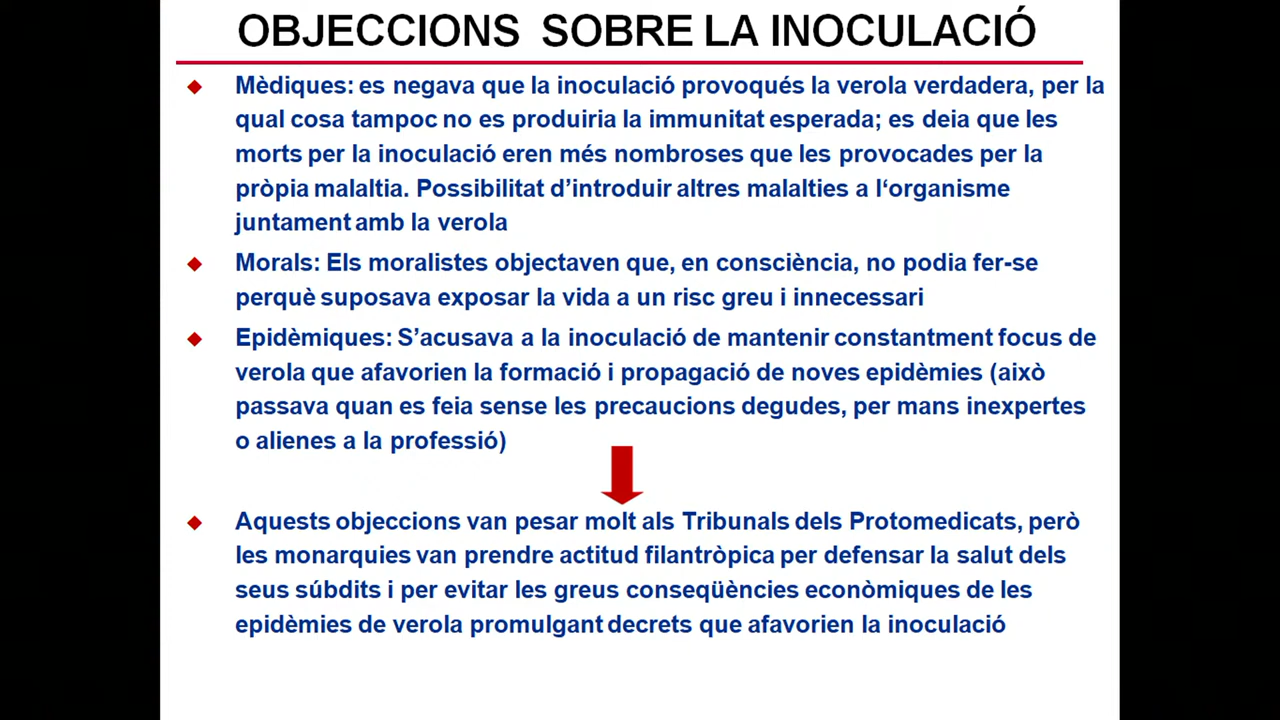 OBJECCIONS SOBRE LA INOCULACIÓ
Mèdiques: es negava que la inoculació provoqués la verola verdadera, per la
qual cosa tampoc no es produiria la immunitat esperada; es deia que les
morts per la inoculació eren més nombroses que les provocades per la
pròpia malaltia. Possibilitat d’introduir altres malalties a l‘organisme
juntament amb la verola
Morals: Els moralistes objectaven que, en consciència, no podia fer-se
perquè suposava exposar la vida a un risc greu i innecessari
Epidèmiques: S’acusava a la inoculació de mantenir constantment focus de
verola que afavorien la formació i propagació de noves epidèmies (això
passava quan es feia sense les precaucions degudes, per mans inexpertes
o alienes a la professió)
Aquests objeccions van pesar molt als Tribunals dels Protomedicats, però
les monarquies van prendre actitud filantròpica per defensar la salut dels
seus súbdits i per evitar les greus conseqüències econòmiques de les
epidèmies de verola promulgant decrets que afavorien la inoculació